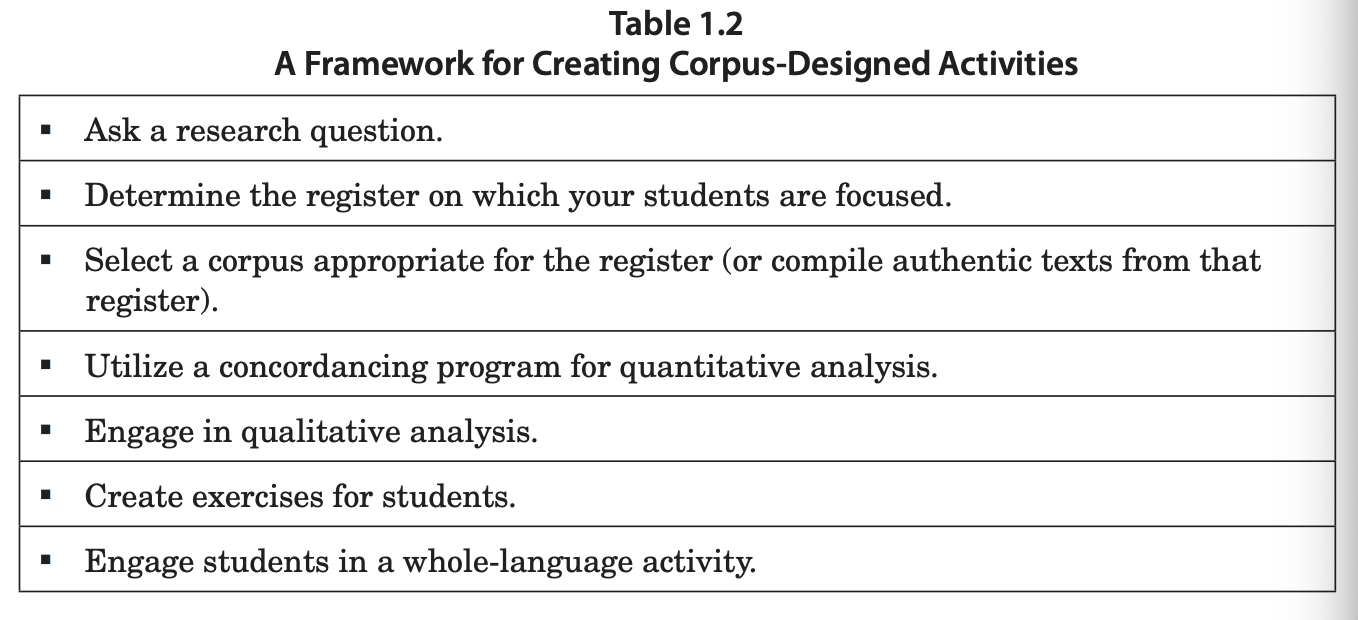 Table 1.2
A Framework for Creating Corpus-Designed Activities
▪ Ask a research question.
▪ Determine the register on which your students are focused.
▪ Select a corpus appropriate for the register (or compile authentic texts from that
register).
▪ Utilize a concordancing program for quantitative analysis.
▪ Engage in qualitative analysis.
▪ Create exercises for students.
▪ Engage students in a whole-language activity.